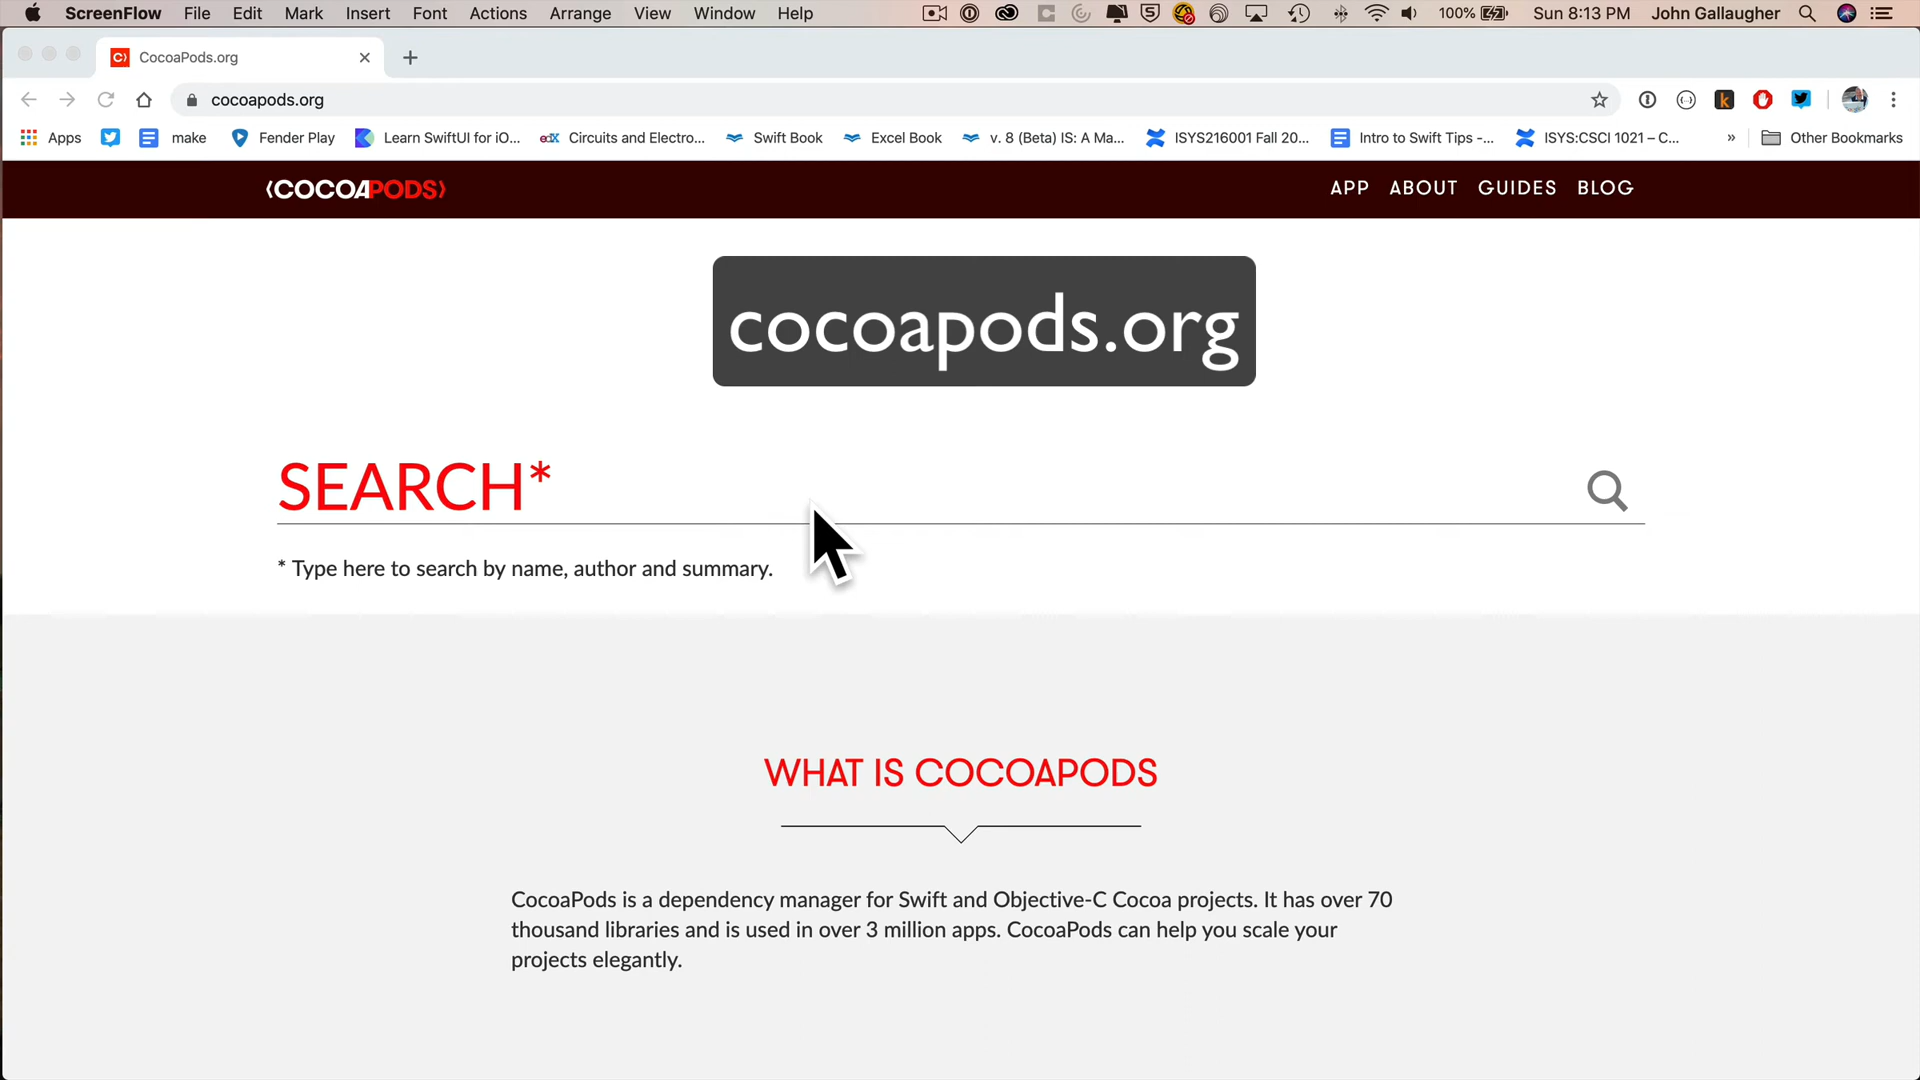 ScreenFlow File Edit Mark Insert Font Actions Arrange View Window Help 100% Sun 8:13 PM John Gallaugher
CocoaPods.org
cocoapods.org
Apps make Fender Play Learn SwiftUI for iO... edX Circuits and Electro... Swift Book Excel Book v. 8 (Beta) IS: A Ma... ISYS216001 Fall 20... Intro to Swift Tips -... ISYS:CSCI 1021 – C... » Other Bookmarks
COCOAPODS APP ABOUT GUIDES BLOG
cocoapods.org
SEARCH*
* Type here to search by name, author and summary.
WHAT IS COCOAPODS
CocoaPods is a dependency manager for Swift and Objective-C Cocoa projects. It has over 70
thousand libraries and is used in over 3 million apps. CocoaPods can help you scale your
projects elegantly.